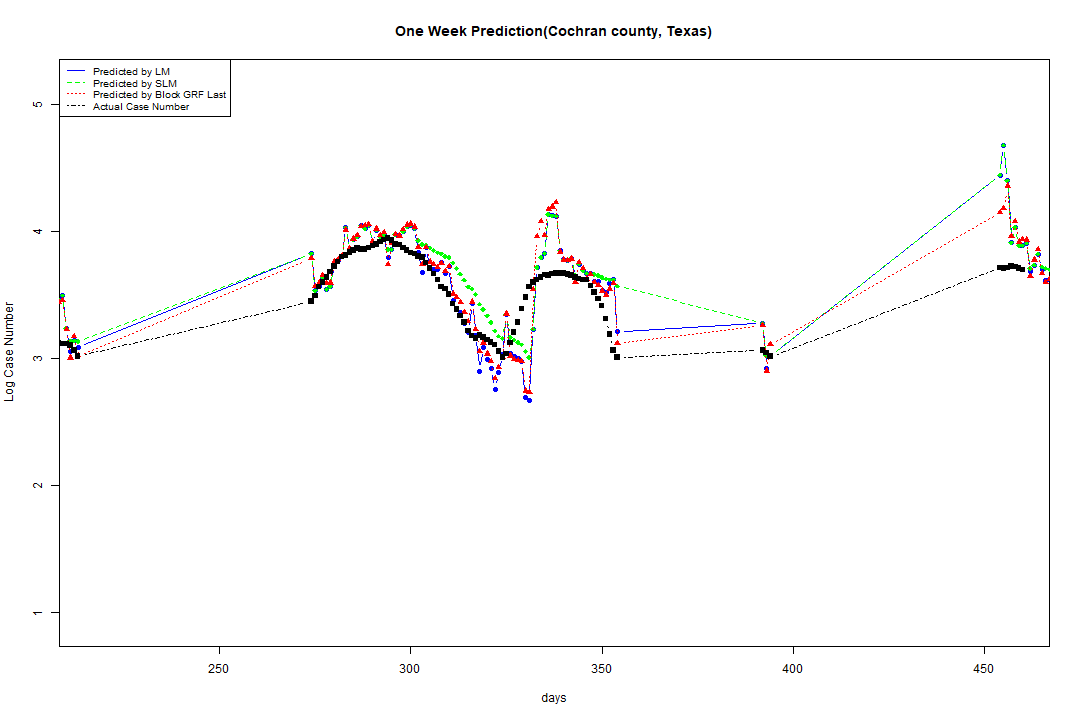 One Week Prediction(Cochran county, Texas)
Predicted by LM
Predicted by SLM
Predicted by Block GRF Last
Actual Case Number
5
4
3
2
1
Log Case Number
250 300 350 400 450
days